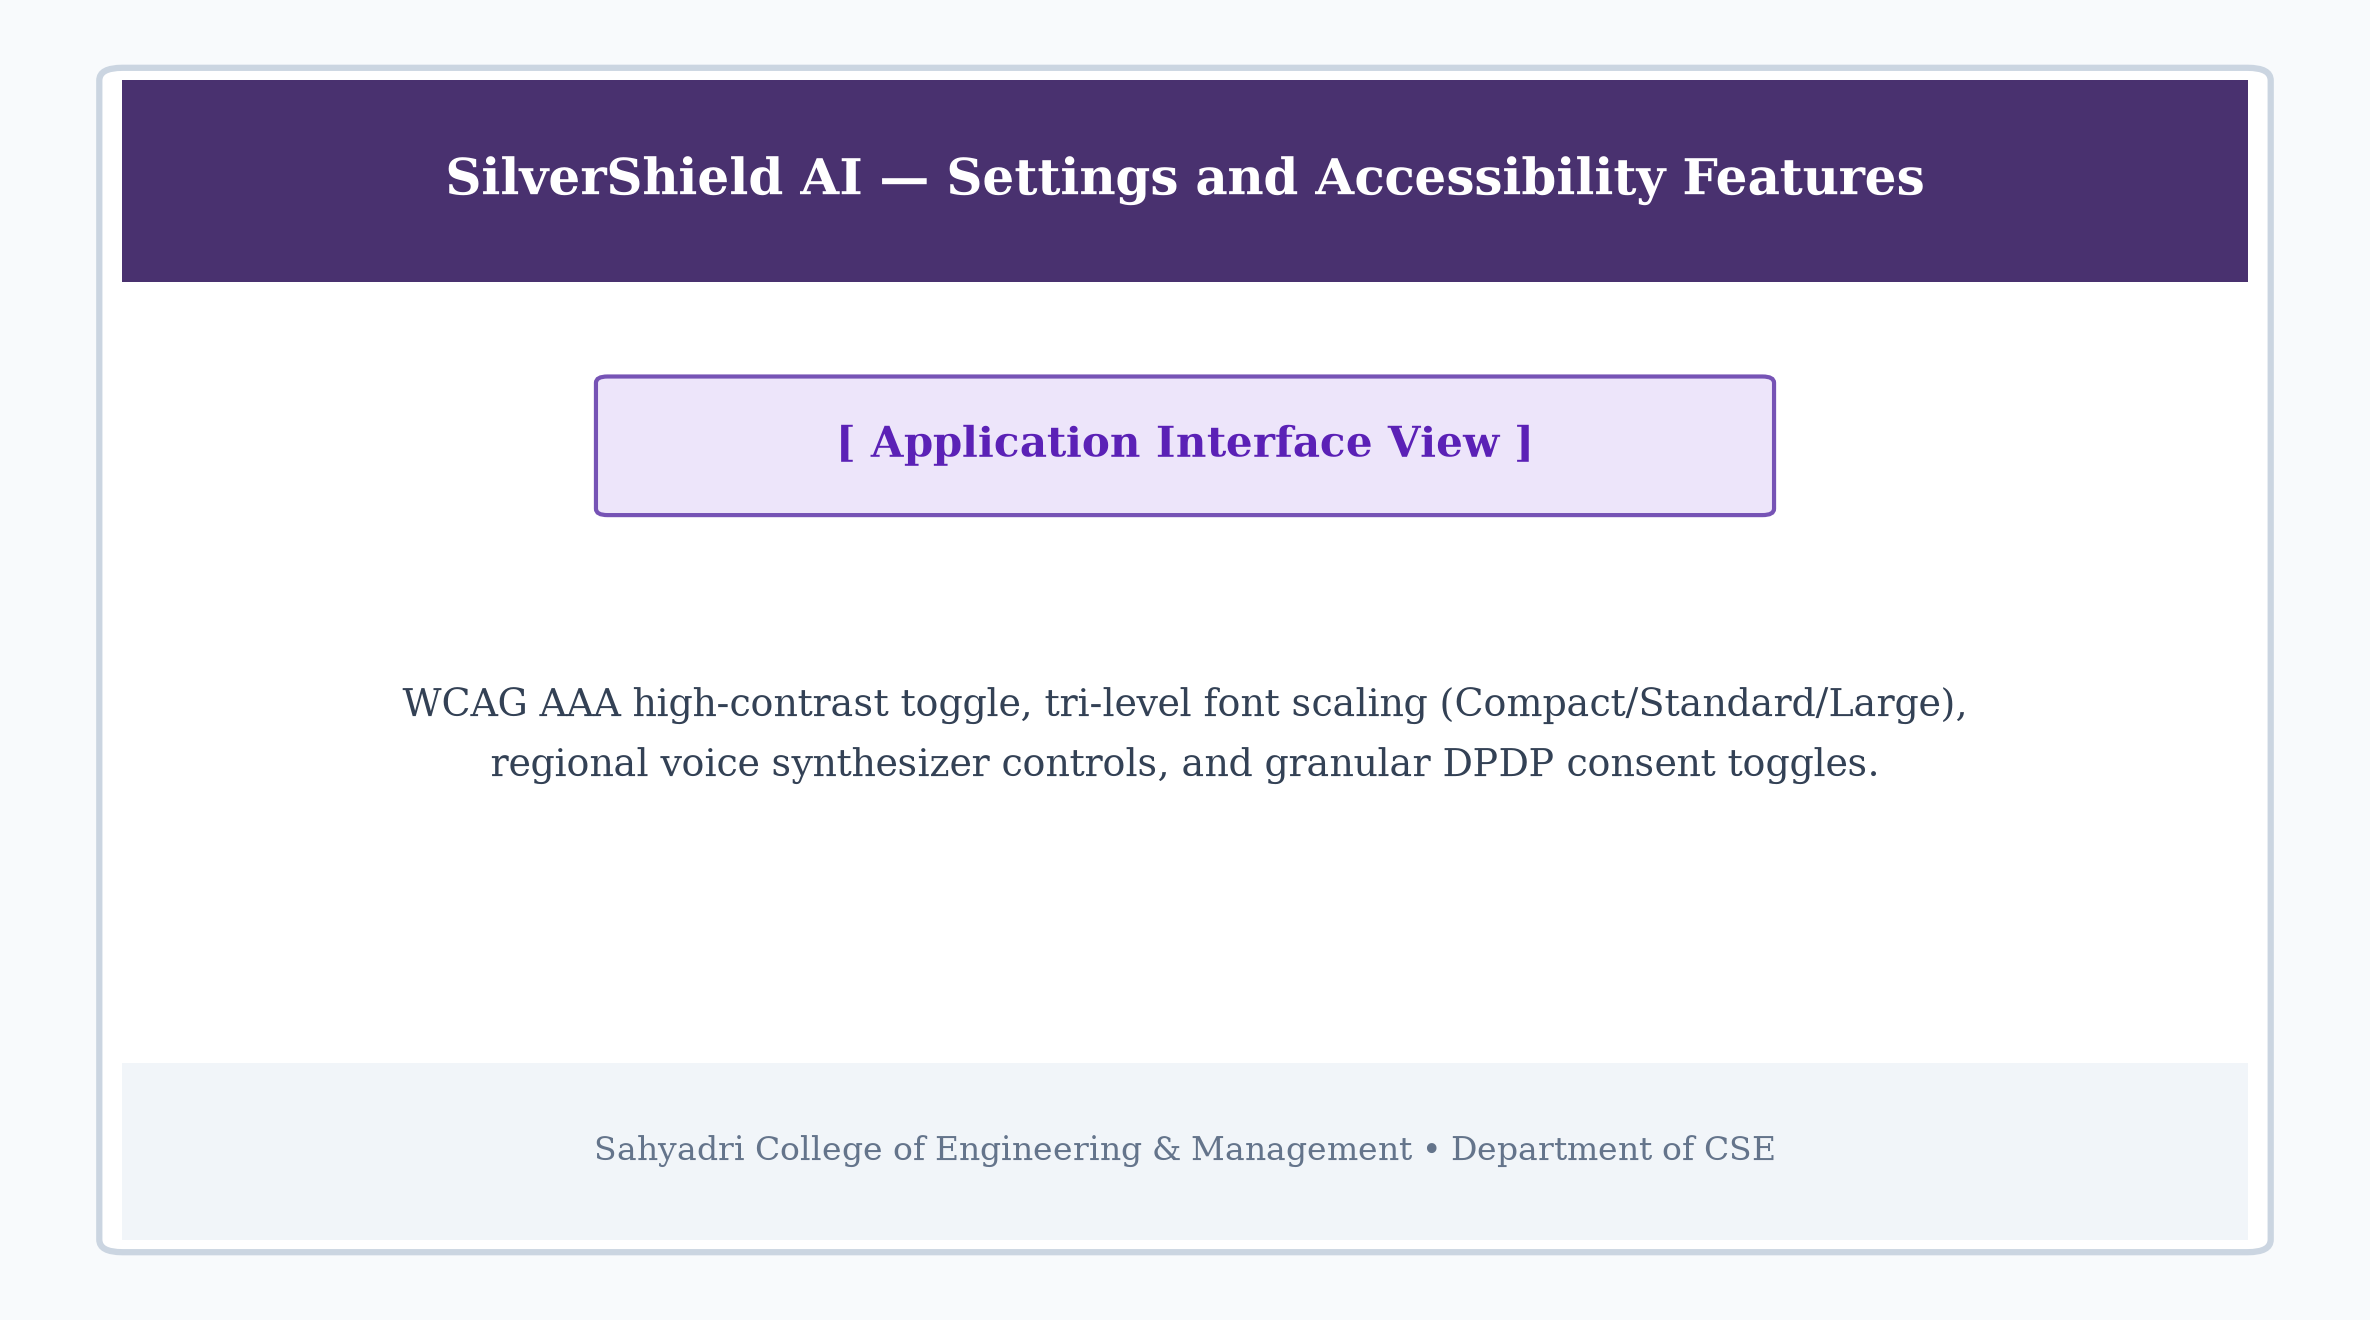 SilverShield AI — Settings and Accessibility Features
[ Application Interface View ]
WCAG AAA high-contrast toggle, tri-level font scaling (Compact/Standard/Large),
regional voice synthesizer controls, and granular DPDP consent toggles.
Sahyadri College of Engineering & Management • Department of CSE